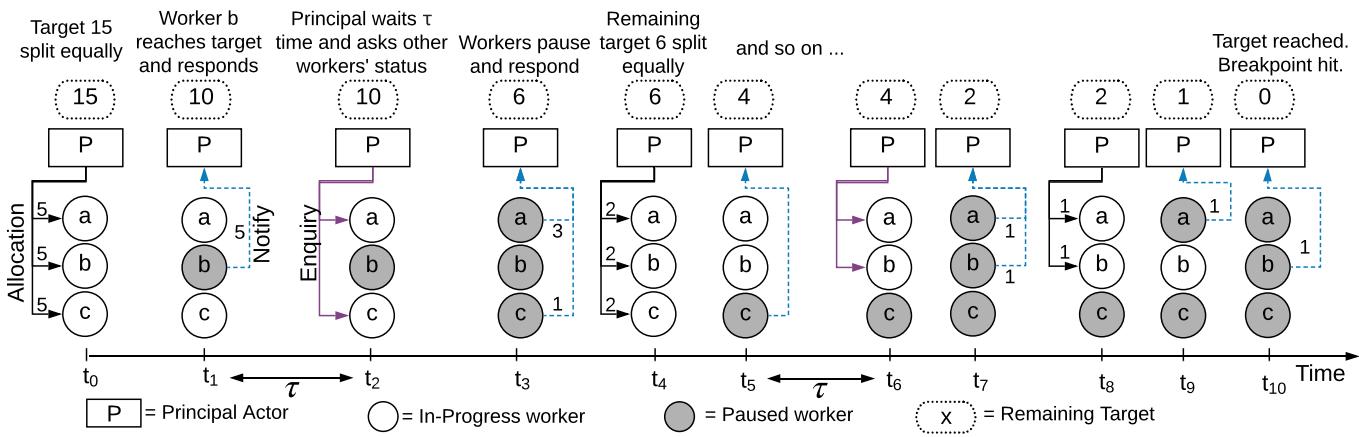 Target 15
split equally
Worker b
reaches target
and responds
Principal waits τ
time and asks other
workers' status
Workers pause
and respond
Remaining
target 6 split
equally
and so on ...
Target reached.
Breakpoint hit.
15
10
10
6
6
4
4
2
2
1
0
P
P
P
P
P
P
P
P
P
P
P
Allocation
5
5
5
a
b
c
5
Notify
a
b
c
Enquiry
a
b
c
a
b
c
3
1
2
2
2
a
b
c
a
b
c
a
b
c
a
b
c
1
1
1
1
a
b
c
a
b
c
1
a
b
c
1
t0
t1
τ
t2
t3
t4
t5
τ
t6
t7
t8
t9
t10
Time
P = Principal Actor
= In-Progress worker
= Paused worker
x = Remaining Target